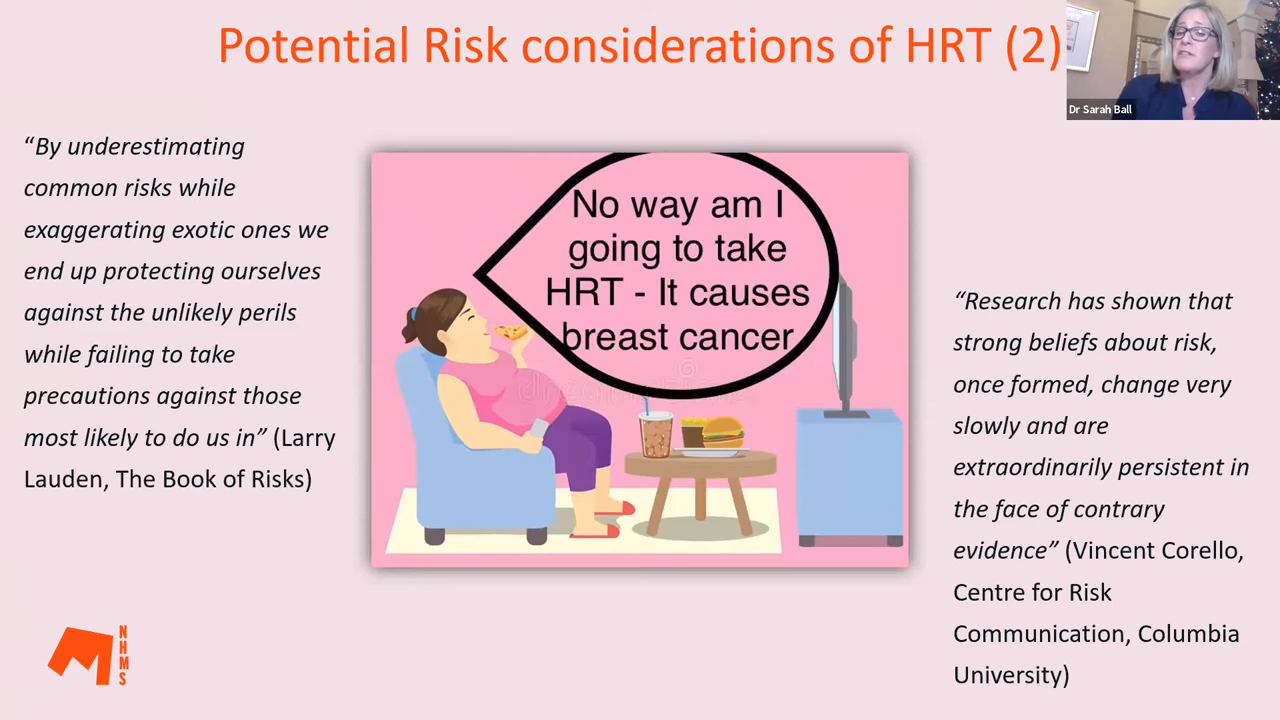 Potential Risk considerations of HRT (2)
Dr Sarah Ball
“By underestimating
common risks while
exaggerating exotic ones we
end up protecting ourselves
against the unlikely perils
while failing to take
precautions against those
most likely to do us in” (Larry
Lauden, The Book of Risks)
No way am I
going to take
HRT - It causes
breast cancer
“Research has shown that
strong beliefs about risk,
once formed, change very
slowly and are
extraordinarily persistent in
the face of contrary
evidence” (Vincent Corello,
Centre for Risk
Communication, Columbia
University)
NHMS